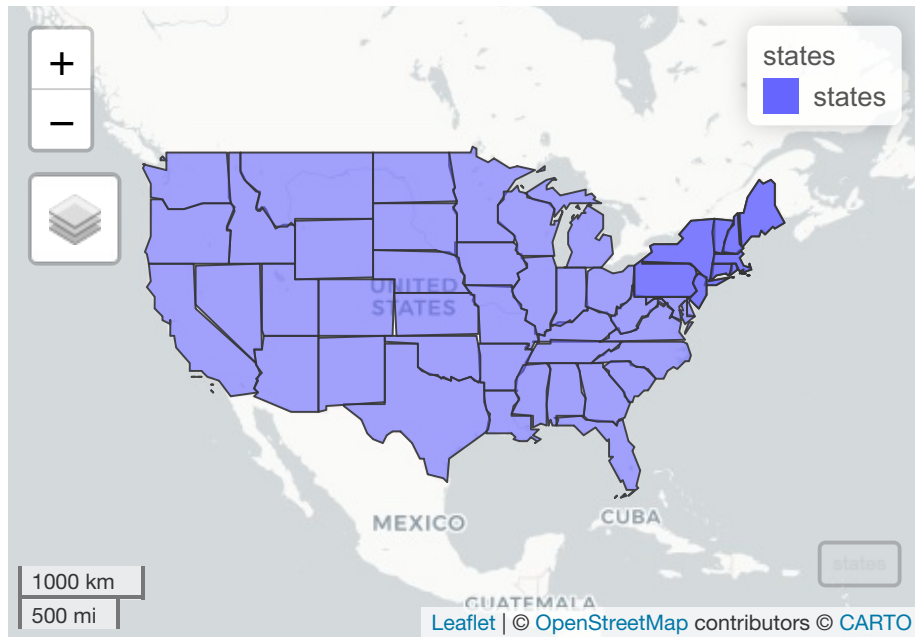 +
−
states
states
UNITED
STATES
MEXICO
CUBA
states
1000 km
500 mi
GUATEMALA
Leaflet | © OpenStreetMap contributors © CARTO